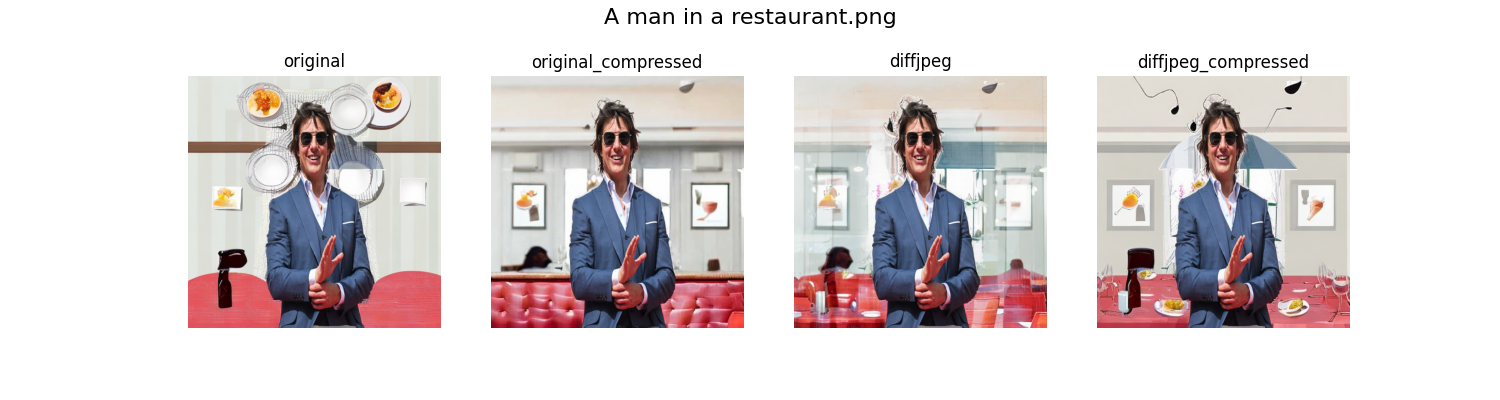 A man in a restaurant.png
original
original_compressed
diffjpeg
diffjpeg_compressed